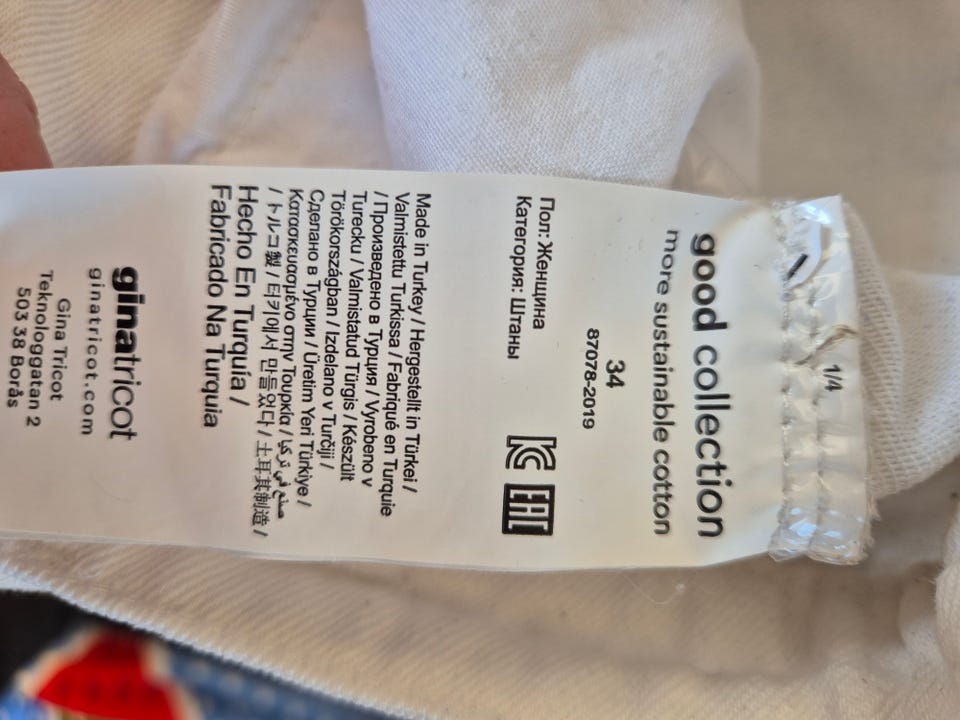 1/4
good collection
more sustainable cotton
34
87078-2019
Пол: Женщина
Категория: Штаны
EAC
Made in Turkey / Hergestellt in Türkei /
Valmistettu Turkissa / Fabriqué en Turquie
/ Произведено в Турция / Vyrobeno v
Turecku / Valmistatud Türgis / Készült
Törökországban / Izdelano v Turčiji /
Сделано в Турции / Üretim Yeri Türkiye /
Κατασκευασμένο στην Τουρκία / صنع في تركيا
/ トルコ製 / 터키에서 만들었다 / 土耳其制造 /
Hecho En Turquía /
Fabricado Na Turquia
ginatricot
ginatricot.com
Gina Tricot
Teknologgatan 2
503 38 Borås